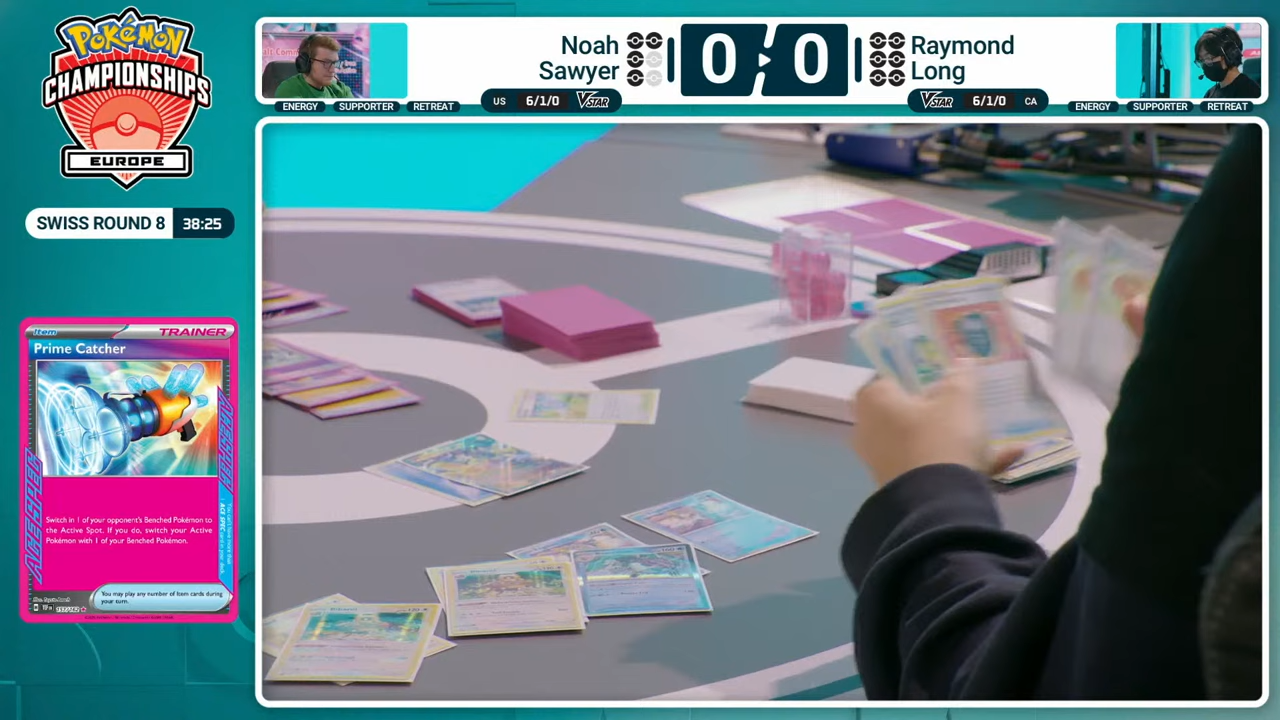 Pokémon
CHAMPIONSHIPS
EUROPE
SWISS ROUND 8
38:25
Item
TRAINER
Prime Catcher
ACE SPEC
Switch in 1 of your opponent's Benched Pokémon to
the Active Spot. If you do, switch your Active
Pokémon with 1 of your Benched Pokémon.
You may play any number of Item cards during
your turn.
Noah
Sawyer
0
0
Raymond
Long
ENERGY
SUPPORTER
RETREAT
US
6/1/0
VSTAR
VSTAR
6/1/0
CA
ENERGY
SUPPORTER
RETREAT